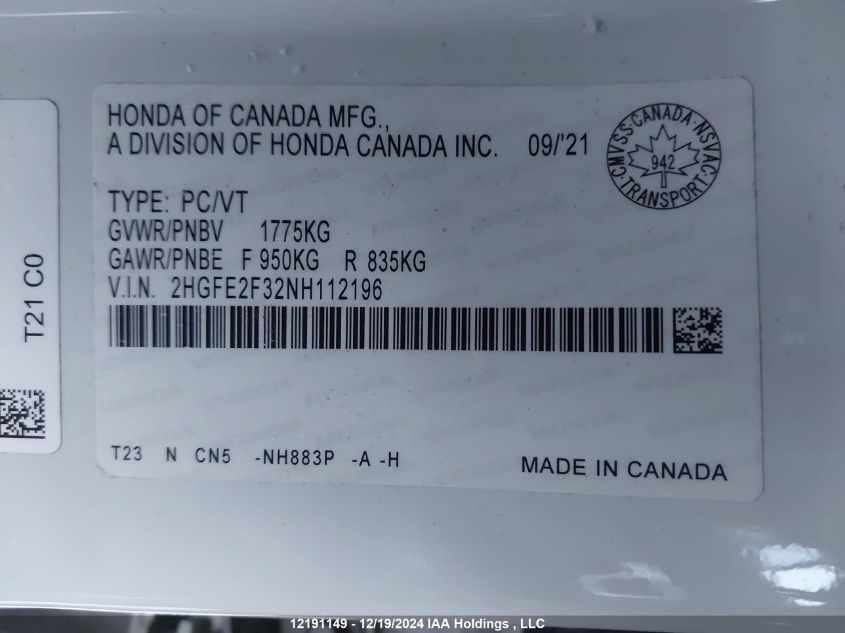 HONDA OF CANADA MFG.,
A DIVISION OF HONDA CANADA INC. 09/'21
CMVSS·CANADA·NSVAC·TRANSPORT·
942
TYPE: PC/VT
GVWR/PNBV 1775KG
GAWR/PNBE F 950KG R 835KG
V.I.N. 2HGFE2F32NH112196
T21 C0
T23 N CN5 -NH883P -A -H
MADE IN CANADA
12191149 - 12/19/2024 IAA Holdings , LLC